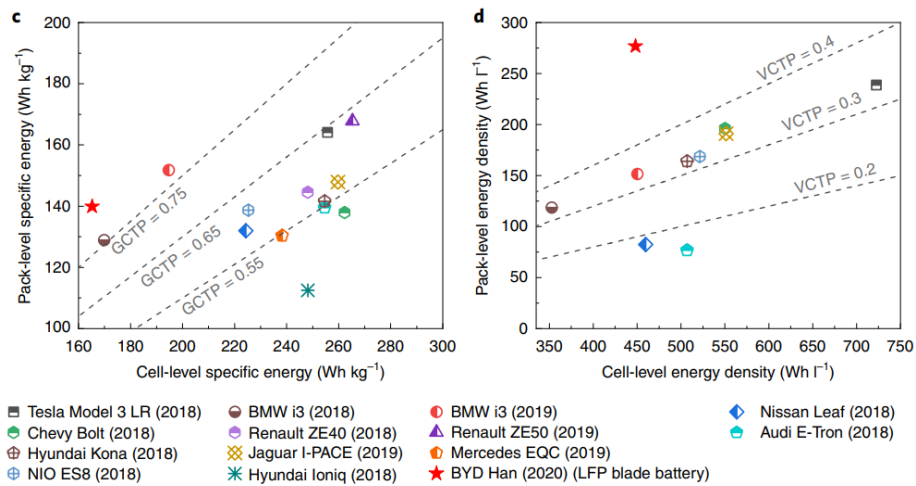 c
200
180
160
140
120
100
Pack-level specific energy (Wh kg⁻¹)
GCTP = 0.75
GCTP = 0.65
GCTP = 0.55
160 180 200 220 240 260 280 300
Cell-level specific energy (Wh kg⁻¹)
d
300
250
200
150
100
50
0
Pack-level energy density (Wh l⁻¹)
VCTP = 0.4
VCTP = 0.3
VCTP = 0.2
350 400 450 500 550 600 650 700 750
Cell-level energy density (Wh l⁻¹)
Tesla Model 3 LR (2018) BMW i3 (2018) BMW i3 (2019) Nissan Leaf (2018)
Chevy Bolt (2018) Renault ZE40 (2018) Renault ZE50 (2019) Audi E-Tron (2018)
Hyundai Kona (2018) Jaguar I-PACE (2019) Mercedes EQC (2019)
NIO ES8 (2018) Hyundai Ioniq (2018) BYD Han (2020) (LFP blade battery)